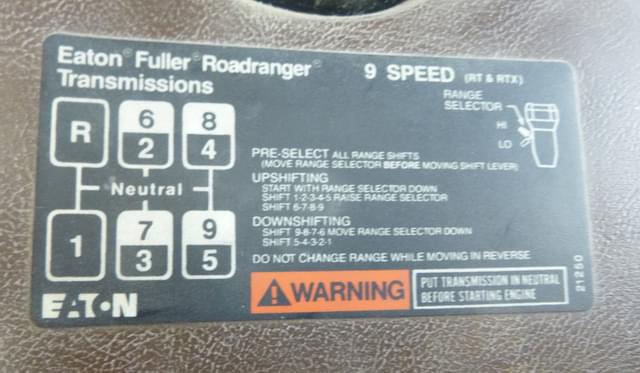 Eaton® Fuller® Roadranger®
Transmissions
9 SPEED (RT & RTX)
RANGE
SELECTOR
HI
LO
R 6 8
2 4
Neutral
1 7 9
3 5
PRE-SELECT ALL RANGE SHIFTS
(MOVE RANGE SELECTOR BEFORE MOVING SHIFT LEVER)
UPSHIFTING
START WITH RANGE SELECTOR DOWN
SHIFT 1-2-3-4-5 RAISE RANGE SELECTOR
SHIFT 6-7-8-9
DOWNSHIFTING
SHIFT 9-8-7-6 MOVE RANGE SELECTOR DOWN
SHIFT 5-4-3-2-1
DO NOT CHANGE RANGE WHILE MOVING IN REVERSE
EATON
WARNING
PUT TRANSMISSION IN NEUTRAL
BEFORE STARTING ENGINE
21250